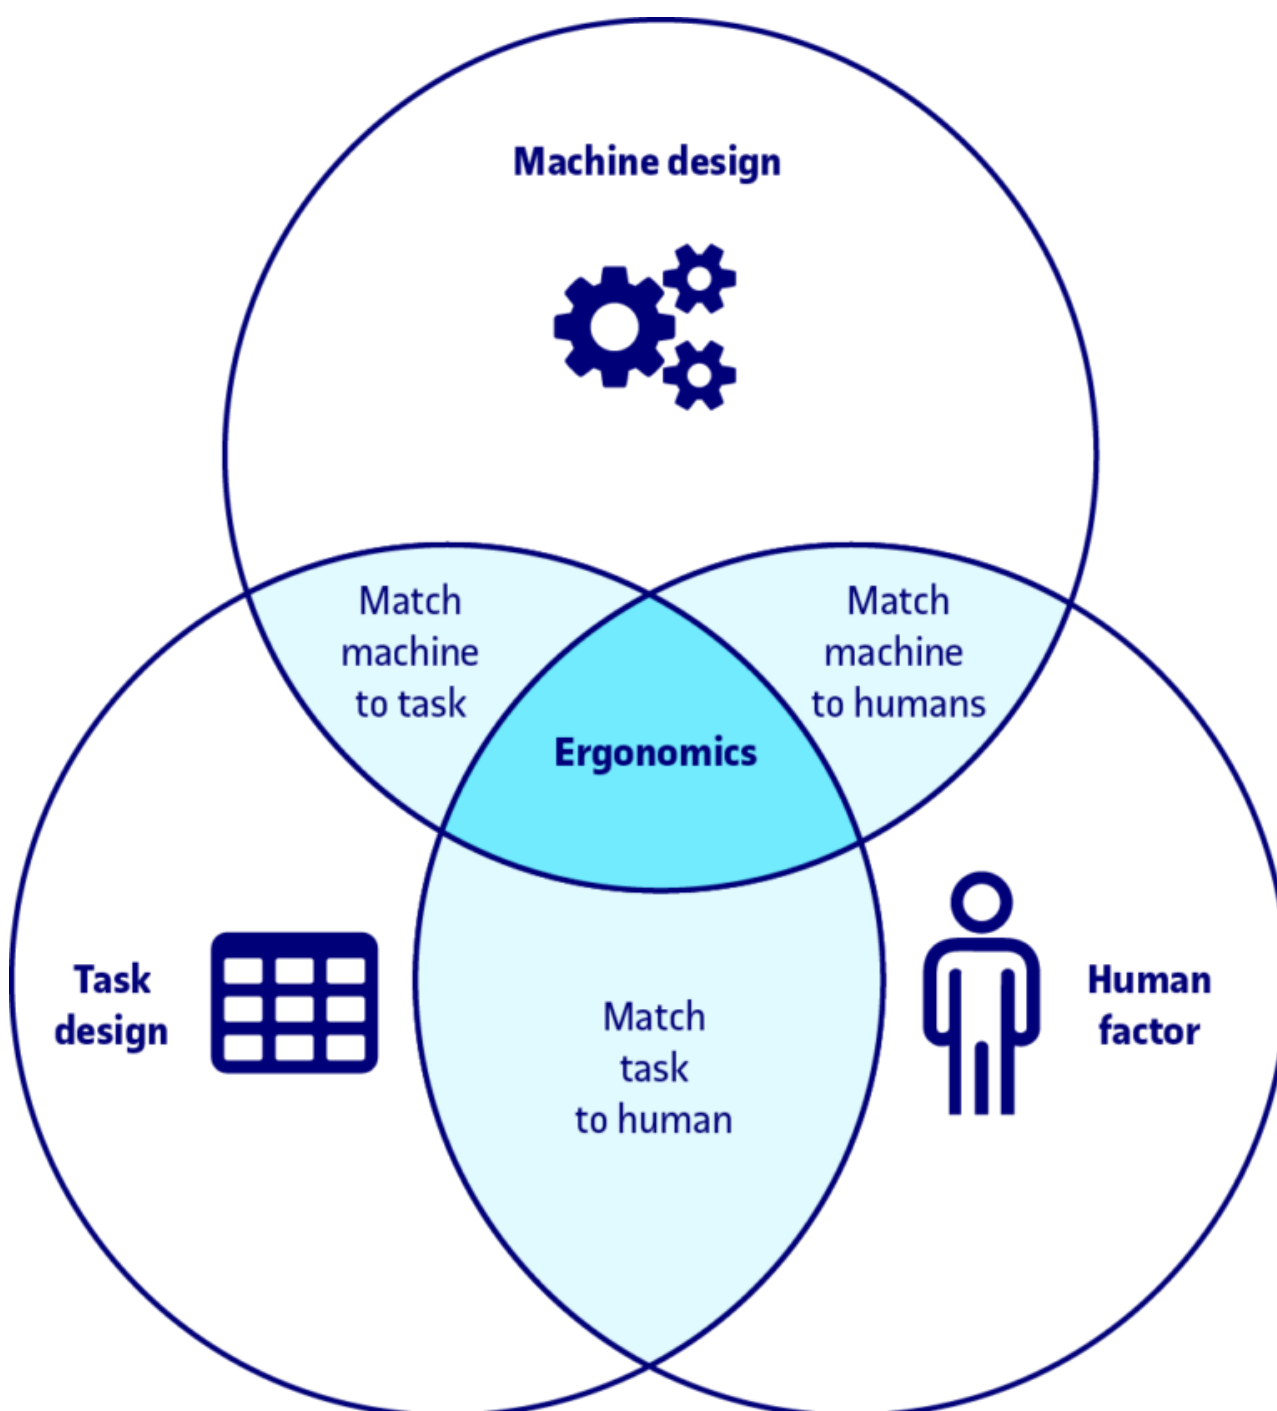 Machine design
Match
machine
to task
Match
machine
to humans
Ergonomics
Task
design
Human
factor
Match
task
to human